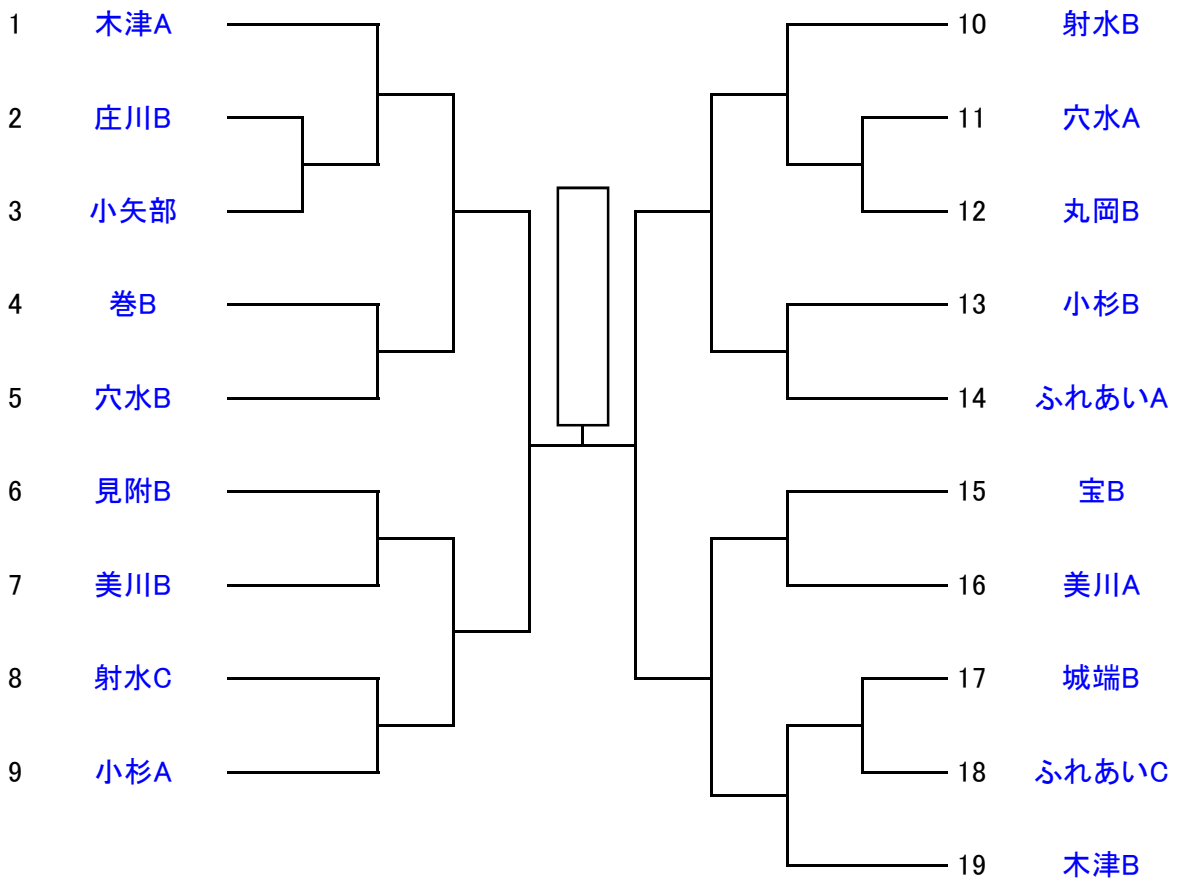 1 木津A
2 庄川B
3 小矢部
4 巻B
5 穴水B
6 見附B
7 美川B
8 射水C
9 小杉A
10 射水B
11 穴水A
12 丸岡B
13 小杉B
14 ふれあいA
15 宝B
16 美川A
17 城端B
18 ふれあいC
19 木津B